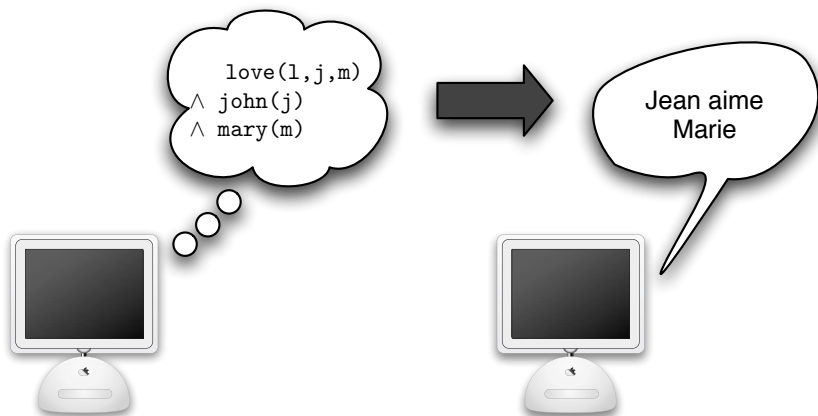 love(l,j,m)
∧ john(j)
∧ mary(m)
Jean aime
Marie